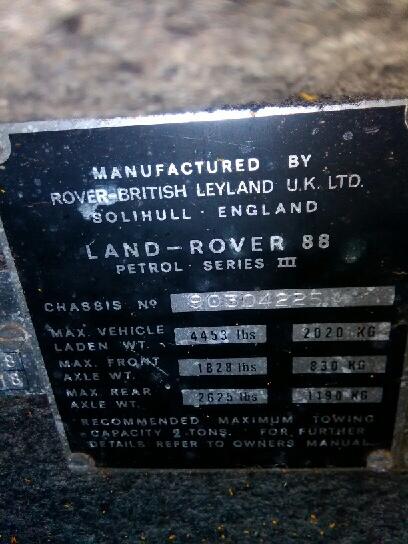 MANUFACTURED BY
ROVER-BRITISH LEYLAND U.K. LTD.
SOLIHULL · ENGLAND
LAND-ROVER 88
PETROL SERIES III
CHASSIS Nº 90304225
MAX. VEHICLE LADEN WT. 4453 lbs 2020 KG
MAX. FRONT AXLE WT. 1828 lbs 830 KG
MAX. REAR AXLE WT. 2625 lbs 1190 KG
RECOMMENDED MAXIMUM TOWING
CAPACITY 2 TONS. FOR FURTHER
DETAILS REFER TO OWNERS MANUAL